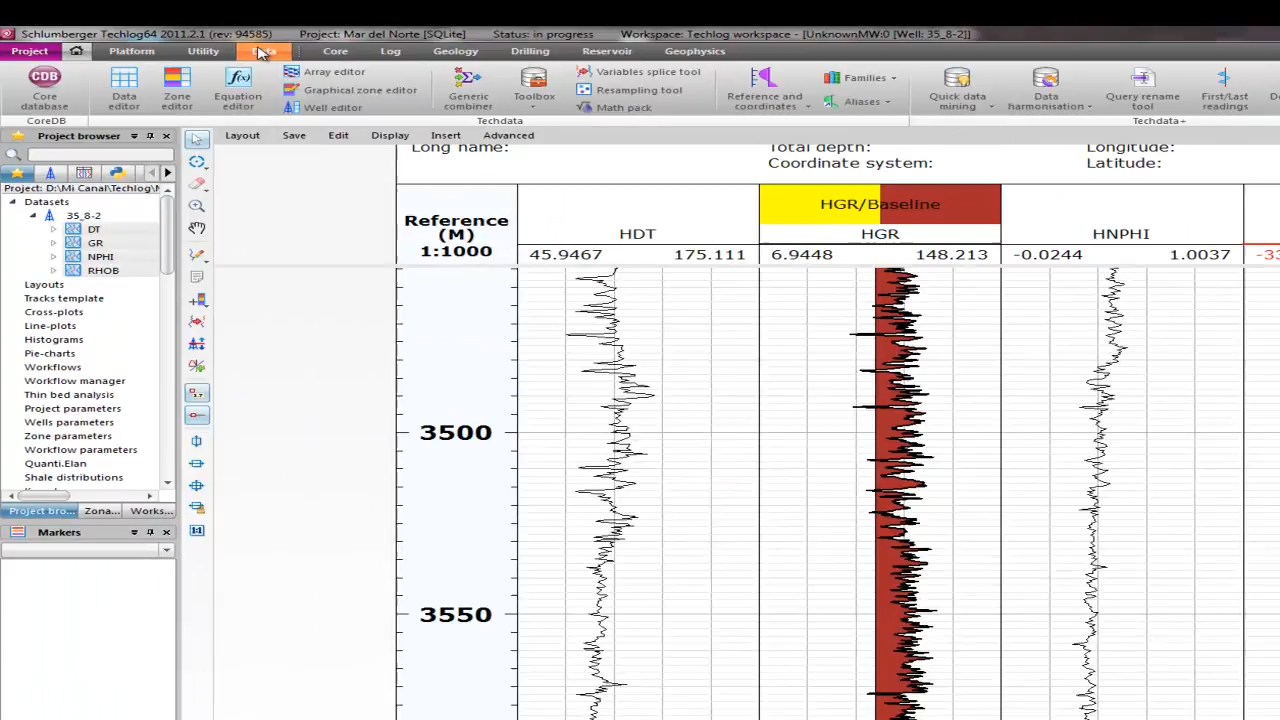 Schlumberger Techlog64 2011.2.1 (rev: 94585) Project: Mar del Norte [SQLite] Status: in progress Workspace: Techlog workspace - [UnknownMW:0 [Well: 35_8-2]]
Project Platform Utility Data Core Log Geology Drilling Reservoir Geophysics
CDB Core database
CoreDB
Data editor
Zone editor
f(x) Equation editor
Array editor
Graphical zone editor
Well editor
Generic combiner
Toolbox
Variables splice tool
Resampling tool
Math pack
Reference and coordinates
Families
Aliases
Techdata
Quick data mining
Data harmonisation
Query rename tool
First/Last readings
Techdata+
Project browser
Layout Save Edit Display Insert Advanced
Project: D:\Mi Canal\Techlog\
Datasets
35_8-2
DT
GR
NPHI
RHOB
Layouts
Tracks template
Cross-plots
Line-plots
Histograms
Pie-charts
Workflows
Workflow manager
Thin bed analysis
Project parameters
Wells parameters
Zone parameters
Workflow parameters
Quanti.Elan
Shale distributions
Project bro... Zona... Works...
Markers
Long name: Total depth: Longitude:
Coordinate system: Latitude:
Reference
(M)
1:1000
HDT
45.9467 175.111
HGR/Baseline
HGR
6.9448 148.213
HNPHI
-0.0244 1.0037
3500
3550